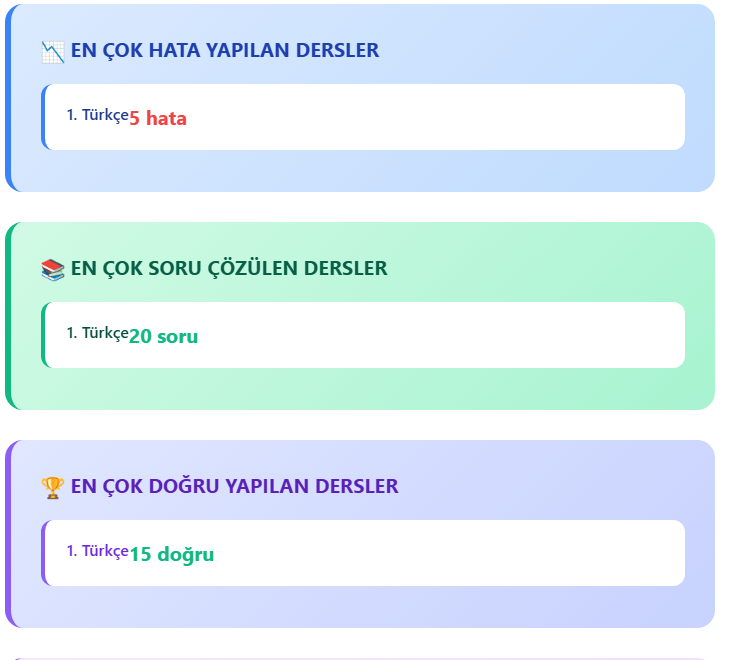 EN ÇOK HATA YAPILAN DERSLER
1. Türkçe5 hata
EN ÇOK SORU ÇÖZÜLEN DERSLER
1. Türkçe20 soru
EN ÇOK DOĞRU YAPILAN DERSLER
1. Türkçe15 doğru